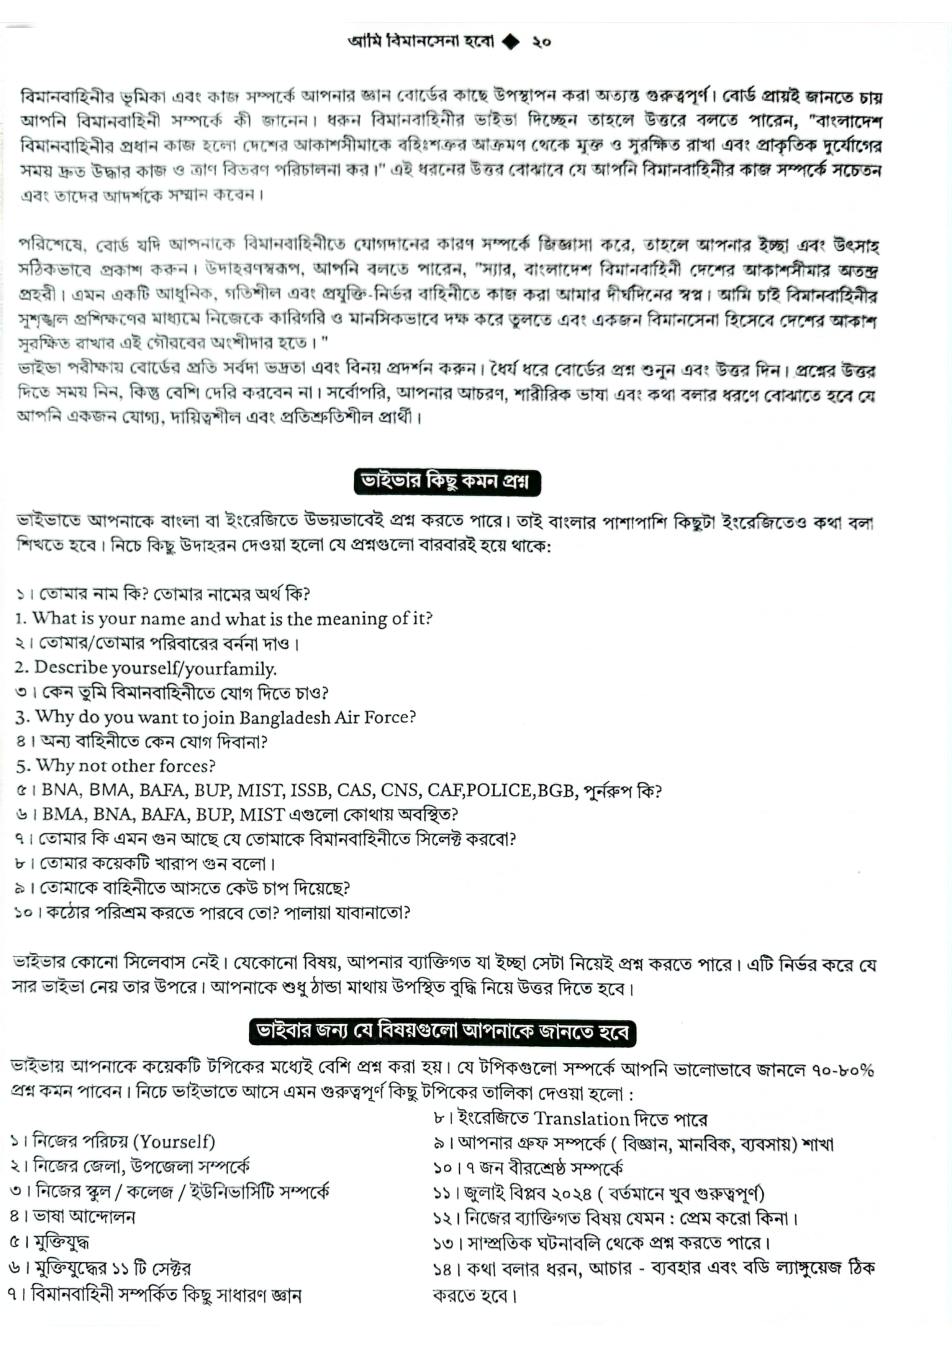 আমি বিমানসেনা হবো ◆ ২০
বিমানবাহিনীর ভূমিকা এবং কাজ সম্পর্কে আপনার জ্ঞান বোর্ডের কাছে উপস্থাপন করা অত্যন্ত গুরুত্বপূর্ণ। বোর্ড প্রায়ই জানতে চায়
আপনি বিমানবাহিনী সম্পর্কে কী জানেন। ধরুন বিমানবাহিনীর ভাইভা দিচ্ছেন তাহলে উত্তরে বলতে পারেন, "বাংলাদেশ
বিমানবাহিনীর প্রধান কাজ হলো দেশের আকাশসীমাকে বহিঃশত্রুর আক্রমণ থেকে মুক্ত ও সুরক্ষিত রাখা এবং প্রাকৃতিক দুর্যোগের
সময় দ্রুত উদ্ধার কাজ ও ত্রাণ বিতরণ পরিচালনা কর।" এই ধরনের উত্তর বোঝাবে যে আপনি বিমানবাহিনীর কাজ সম্পর্কে সচেতন
এবং তাদের আদর্শকে সম্মান করেন।
পরিশেষে, বোর্ড যদি আপনাকে বিমানবাহিনীতে যোগদানের কারণ সম্পর্কে জিজ্ঞাসা করে, তাহলে আপনার ইচ্ছা এবং উৎসাহ
সঠিকভাবে প্রকাশ করুন। উদাহরণস্বরূপ, আপনি বলতে পারেন, "স্যার, বাংলাদেশ বিমানবাহিনী দেশের আকাশসীমার অতন্দ্র
প্রহরী। এমন একটি আধুনিক, গতিশীল এবং প্রযুক্তি-নির্ভর বাহিনীতে কাজ করা আমার দীর্ঘদিনের স্বপ্ন। আমি চাই বিমানবাহিনীর
সুশৃঙ্খল প্রশিক্ষণের মাধ্যমে নিজেকে কারিগরি ও মানসিকভাবে দক্ষ করে তুলতে এবং একজন বিমানসেনা হিসেবে দেশের আকাশ
সুরক্ষিত রাখার এই গৌরবের অংশীদার হতে।"
ভাইভা পরীক্ষায় বোর্ডের প্রতি সর্বদা ভদ্রতা এবং বিনয় প্রদর্শন করুন। ধৈর্য ধরে বোর্ডের প্রশ্ন শুনুন এবং উত্তর দিন। প্রশ্নের উত্তর
দিতে সময় নিন, কিন্তু বেশি দেরি করবেন না। সর্বোপরি, আপনার আচরণ, শারীরিক ভাষা এবং কথা বলার ধরণে বোঝাতে হবে যে
আপনি একজন যোগ্য, দায়িত্বশীল এবং প্রতিশ্রুতিশীল প্রার্থী।
ভাইভার কিছু কমন প্রশ্ন
ভাইভাতে আপনাকে বাংলা বা ইংরেজিতে উভয়ভাবেই প্রশ্ন করতে পারে। তাই বাংলার পাশাপাশি কিছুটা ইংরেজিতেও কথা বলা
শিখতে হবে। নিচে কিছু উদাহরন দেওয়া হলো যে প্রশ্নগুলো বারবারই হয়ে থাকে:
১। তোমার নাম কি? তোমার নামের অর্থ কি?
1. What is your name and what is the meaning of it?
২। তোমার/তোমার পরিবারের বর্ননা দাও।
2. Describe yourself/yourfamily.
৩। কেন তুমি বিমানবাহিনীতে যোগ দিতে চাও?
3. Why do you want to join Bangladesh Air Force?
৪। অন্য বাহিনীতে কেন যোগ দিবানা?
5. Why not other forces?
৫। BNA, BMA, BAFA, BUP, MIST, ISSB, CAS, CNS, CAF,POLICE,BGB, পুর্নরুপ কি?
৬। BMA, BNA, BAFA, BUP, MIST এগুলো কোথায় অবস্থিত?
৭। তোমার কি এমন গুন আছে যে তোমাকে বিমানবাহিনীতে সিলেক্ট করবো?
৮। তোমার কয়েকটি খারাপ গুন বলো।
৯। তোমাকে বাহিনীতে আসতে কেউ চাপ দিয়েছে?
১০। কঠোর পরিশ্রম করতে পারবে তো? পালায়া যাবানাতো?
ভাইভার কোনো সিলেবাস নেই। যেকোনো বিষয়, আপনার ব্যাক্তিগত যা ইচ্ছা সেটা নিয়েই প্রশ্ন করতে পারে। এটি নির্ভর করে যে
সার ভাইভা নেয় তার উপরে। আপনাকে শুধু ঠান্ডা মাথায় উপস্থিত বুদ্ধি নিয়ে উত্তর দিতে হবে।
ভাইবার জন্য যে বিষয়গুলো আপনাকে জানতে হবে
ভাইভায় আপনাকে কয়েকটি টপিকের মধ্যেই বেশি প্রশ্ন করা হয়। যে টপিকগুলো সম্পর্কে আপনি ভালোভাবে জানলে ৭০-৮০%
প্রশ্ন কমন পাবেন। নিচে ভাইভাতে আসে এমন গুরুত্বপূর্ণ কিছু টপিকের তালিকা দেওয়া হলো :
১। নিজের পরিচয় (Yourself)
২। নিজের জেলা, উপজেলা সম্পর্কে
৩। নিজের স্কুল / কলেজ / ইউনিভার্সিটি সম্পর্কে
৪। ভাষা আন্দোলন
৫। মুক্তিযুদ্ধ
৬। মুক্তিযুদ্ধের ১১ টি সেক্টর
৭। বিমানবাহিনী সম্পর্কিত কিছু সাধারণ জ্ঞান
৮। ইংরেজিতে Translation দিতে পারে
৯। আপনার গ্রুফ সম্পর্কে ( বিজ্ঞান, মানবিক, ব্যবসায়) শাখা
১০। ৭ জন বীরশ্রেষ্ঠ সম্পর্কে
১১। জুলাই বিপ্লব ২০২৪ ( বর্তমানে খুব গুরুত্বপূর্ণ)
১২। নিজের ব্যাক্তিগত বিষয় যেমন : প্রেম করো কিনা।
১৩। সাম্প্রতিক ঘটনাবলি থেকে প্রশ্ন করতে পারে।
১৪। কথা বলার ধরন, আচার - ব্যবহার এবং বডি ল্যাঙ্গুয়েজ ঠিক
করতে হবে।